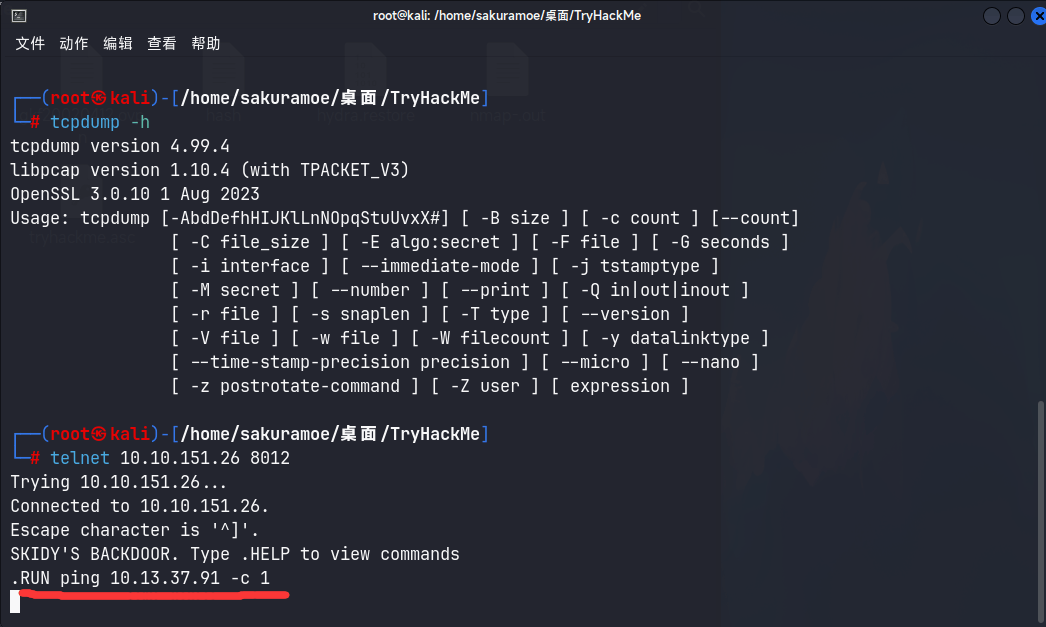 root@kali: /home/sakuramoe/桌面/TryHackMe
文件 动作 编辑 查看 帮助
┌──(root㉿kali)-[/home/sakuramoe/桌面/TryHackMe]
└─# tcpdump -h
tcpdump version 4.99.4
libpcap version 1.10.4 (with TPACKET_V3)
OpenSSL 3.0.10 1 Aug 2023
Usage: tcpdump [-AbdDefhHIJKlLnNOpqStuUvxX#] [ -B size ] [ -c count ] [--count]
[ -C file_size ] [ -E algo:secret ] [ -F file ] [ -G seconds ]
[ -i interface ] [ --immediate-mode ] [ -j tstamptype ]
[ -M secret ] [ --number ] [ --print ] [ -Q in|out|inout ]
[ -r file ] [ -s snaplen ] [ -T type ] [ --version ]
[ -V file ] [ -w file ] [ -W filecount ] [ -y datalinktype ]
[ --time-stamp-precision precision ] [ --micro ] [ --nano ]
[ -z postrotate-command ] [ -Z user ] [ expression ]
┌──(root㉿kali)-[/home/sakuramoe/桌面/TryHackMe]
└─# telnet 10.10.151.26 8012
Trying 10.10.151.26...
Connected to 10.10.151.26.
Escape character is '^]'.
SKIDY'S BACKDOOR. Type .HELP to view commands
.RUN ping 10.13.37.91 -c 1